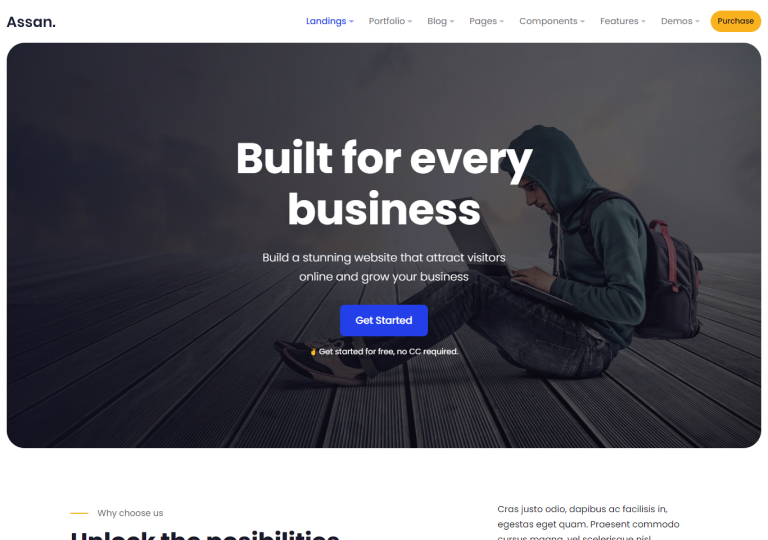 Assan.
Landings
Portfolio
Blog
Pages
Components
Features
Demos
Purchase
Built for every
business
Build a stunning website that attract visitors
online and grow your business
Get Started
✌ Get started for free, no CC required.
Why choose us
Unlock the posibilities
Cras justo odio, dapibus ac facilisis in,
egestas eget quam. Praesent commodo
cursus magna, vel scelerisque nisl